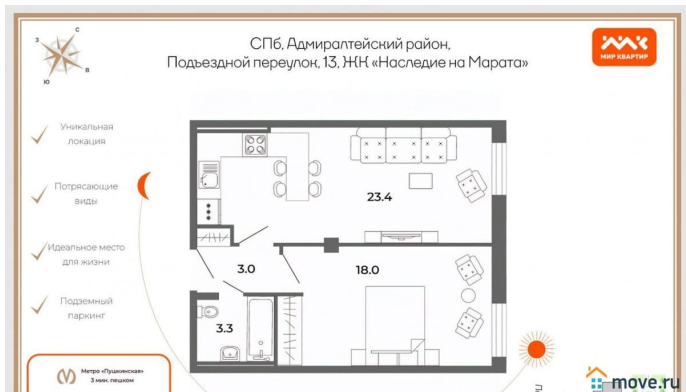 СПб, Адмиралтейский район,
Подъездной переулок, 13, ЖК «Наследие на Марата»
МИР КВАРТИР
С
З
В
Ю
Уникальная
локация
Потрясающие
виды
Идеальное место
для жизни
Подземный
паркинг
23.4
3.0
18.0
3.3
Метро «Пушкинская»
3 мин. пешком
move.ru